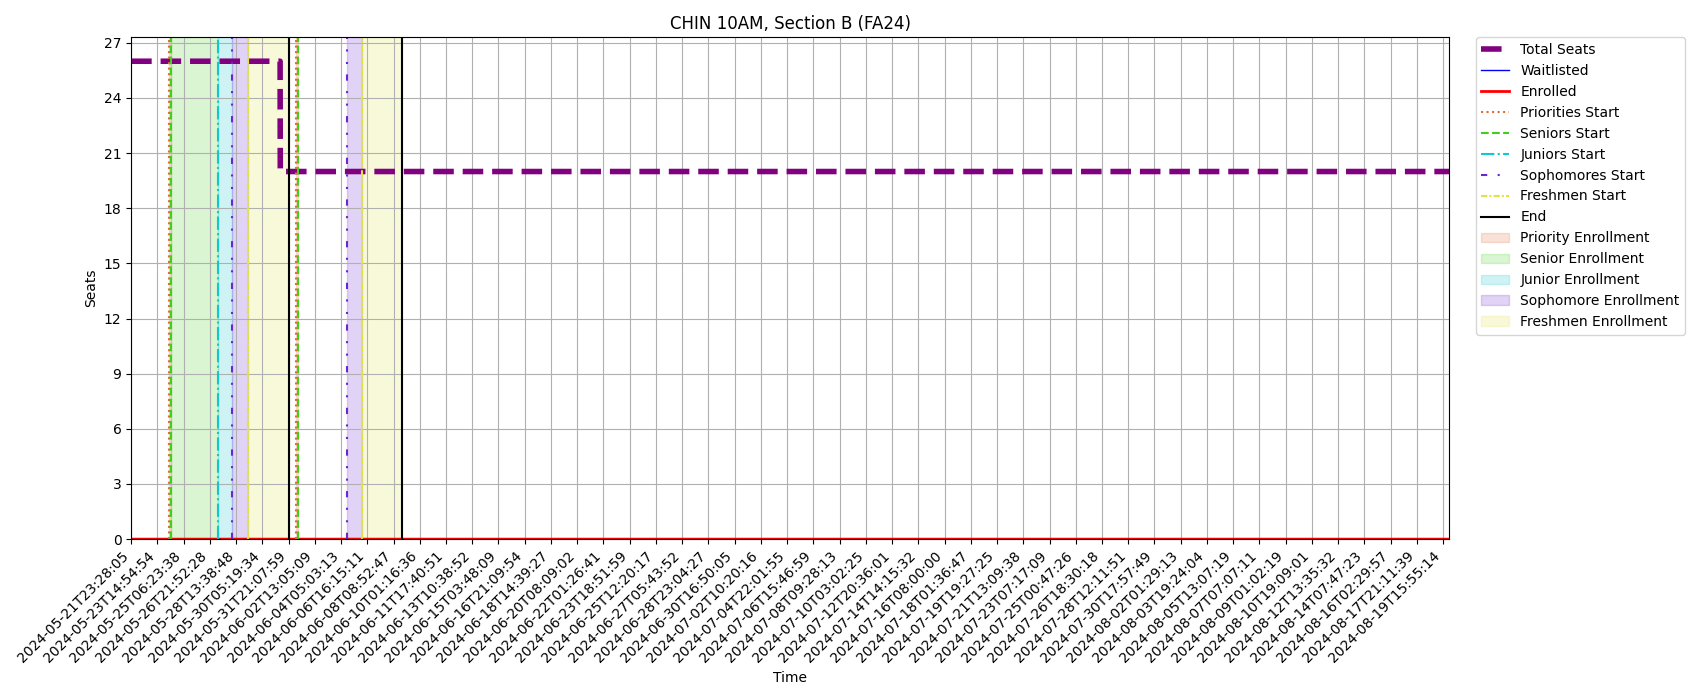 CHIN 10AM, Section B (FA24)
27
24
21
18
15
12
9
6
3
0
Seats
2024-05-21T23:28:05
2024-05-23T14:54:54
2024-05-25T06:23:38
2024-05-26T21:52:28
2024-05-28T13:38:48
2024-05-30T05:19:34
2024-05-31T21:07:59
2024-06-02T13:05:09
2024-06-04T05:03:13
2024-06-06T16:15:11
2024-06-08T08:52:47
2024-06-10T01:16:36
2024-06-11T17:40:51
2024-06-13T10:38:52
2024-06-15T03:48:09
2024-06-16T21:09:54
2024-06-18T14:39:27
2024-06-20T08:09:02
2024-06-22T01:26:41
2024-06-23T18:51:59
2024-06-25T12:20:17
2024-06-27T05:43:52
2024-06-28T23:04:27
2024-06-30T16:50:05
2024-07-02T10:20:16
2024-07-04T22:01:55
2024-07-06T15:46:59
2024-07-08T09:28:13
2024-07-10T03:02:25
2024-07-12T20:36:01
2024-07-14T14:15:32
2024-07-16T08:00:00
2024-07-18T01:36:47
2024-07-19T19:27:25
2024-07-21T13:09:38
2024-07-23T07:17:09
2024-07-25T00:47:26
2024-07-26T18:30:18
2024-07-28T12:11:51
2024-07-30T17:57:49
2024-08-02T01:29:13
2024-08-03T19:24:04
2024-08-05T13:07:19
2024-08-07T07:07:11
2024-08-09T01:02:19
2024-08-10T19:09:01
2024-08-12T13:35:32
2024-08-14T07:47:23
2024-08-16T02:29:57
2024-08-17T21:11:39
2024-08-19T15:55:14
Time
Total Seats
Waitlisted
Enrolled
Priorities Start
Seniors Start
Juniors Start
Sophomores Start
Freshmen Start
End
Priority Enrollment
Senior Enrollment
Junior Enrollment
Sophomore Enrollment
Freshmen Enrollment